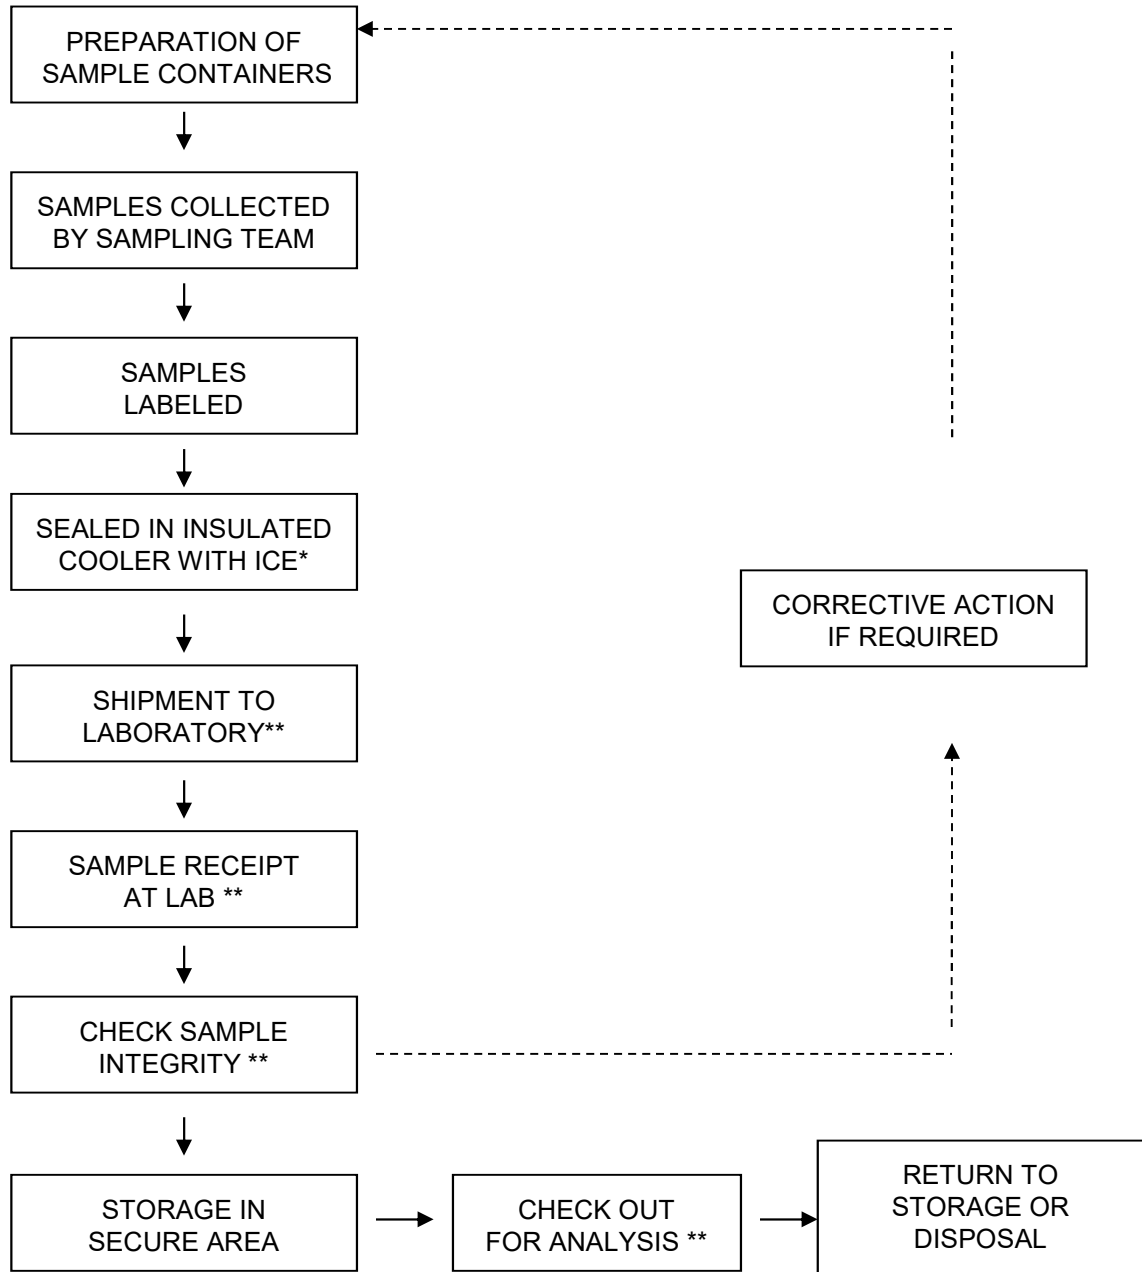 PREPARATION OF
SAMPLE CONTAINERS
SAMPLES COLLECTED
BY SAMPLING TEAM
SAMPLES
LABELED
SEALED IN INSULATED
COOLER WITH ICE*
CORRECTIVE ACTION
IF REQUIRED
SHIPMENT TO
LABORATORY**
SAMPLE RECEIPT
AT LAB **
CHECK SAMPLE
INTEGRITY **
STORAGE IN
SECURE AREA
CHECK OUT
FOR ANALYSIS **
RETURN TO
STORAGE OR
DISPOSAL